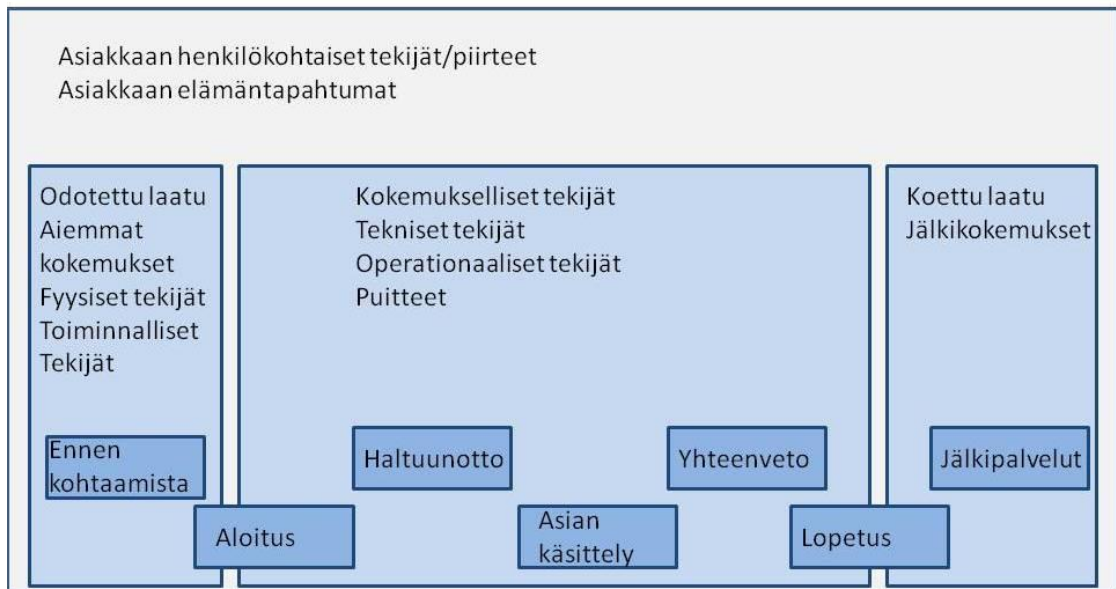 Asiakkaan henkilökohtaiset tekijät/piirteet
Asiakkaan elämäntapahtumat
Odotettu laatu
Aiemmat
kokemukset
Fyysiset tekijät
Toiminnalliset
Tekijät
Kokemukselliset tekijät
Tekniset tekijät
Operationaaliset tekijät
Puitteet
Koettu laatu
Jälkikokemukset
Ennen
kohtaamista
Aloitus
Haltuunotto
Asian
käsittely
Yhteenveto
Lopetus
Jälkipalvelut